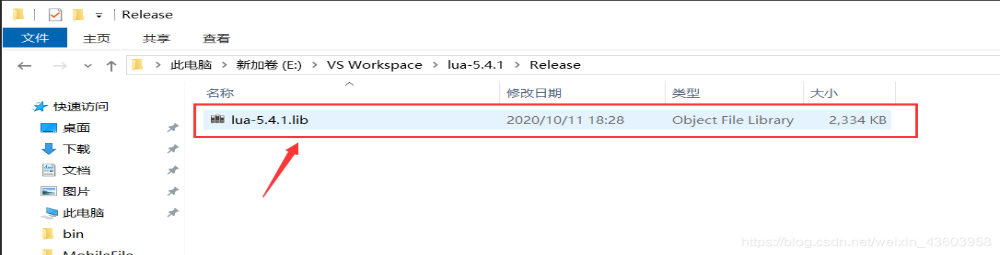 Release
文件 主页 共享 查看
此电脑 新加卷 (E:) VS Workspace lua-5.4.1 Release
名称 修改日期 类型 大小
快速访问
lua-5.4.1.lib 2020/10/11 18:28 Object File Library 2,334 KB
桌面
下载
文档
图片
此电脑
bin
MobileFile
https://blog.csdn.net/weixin_43603958